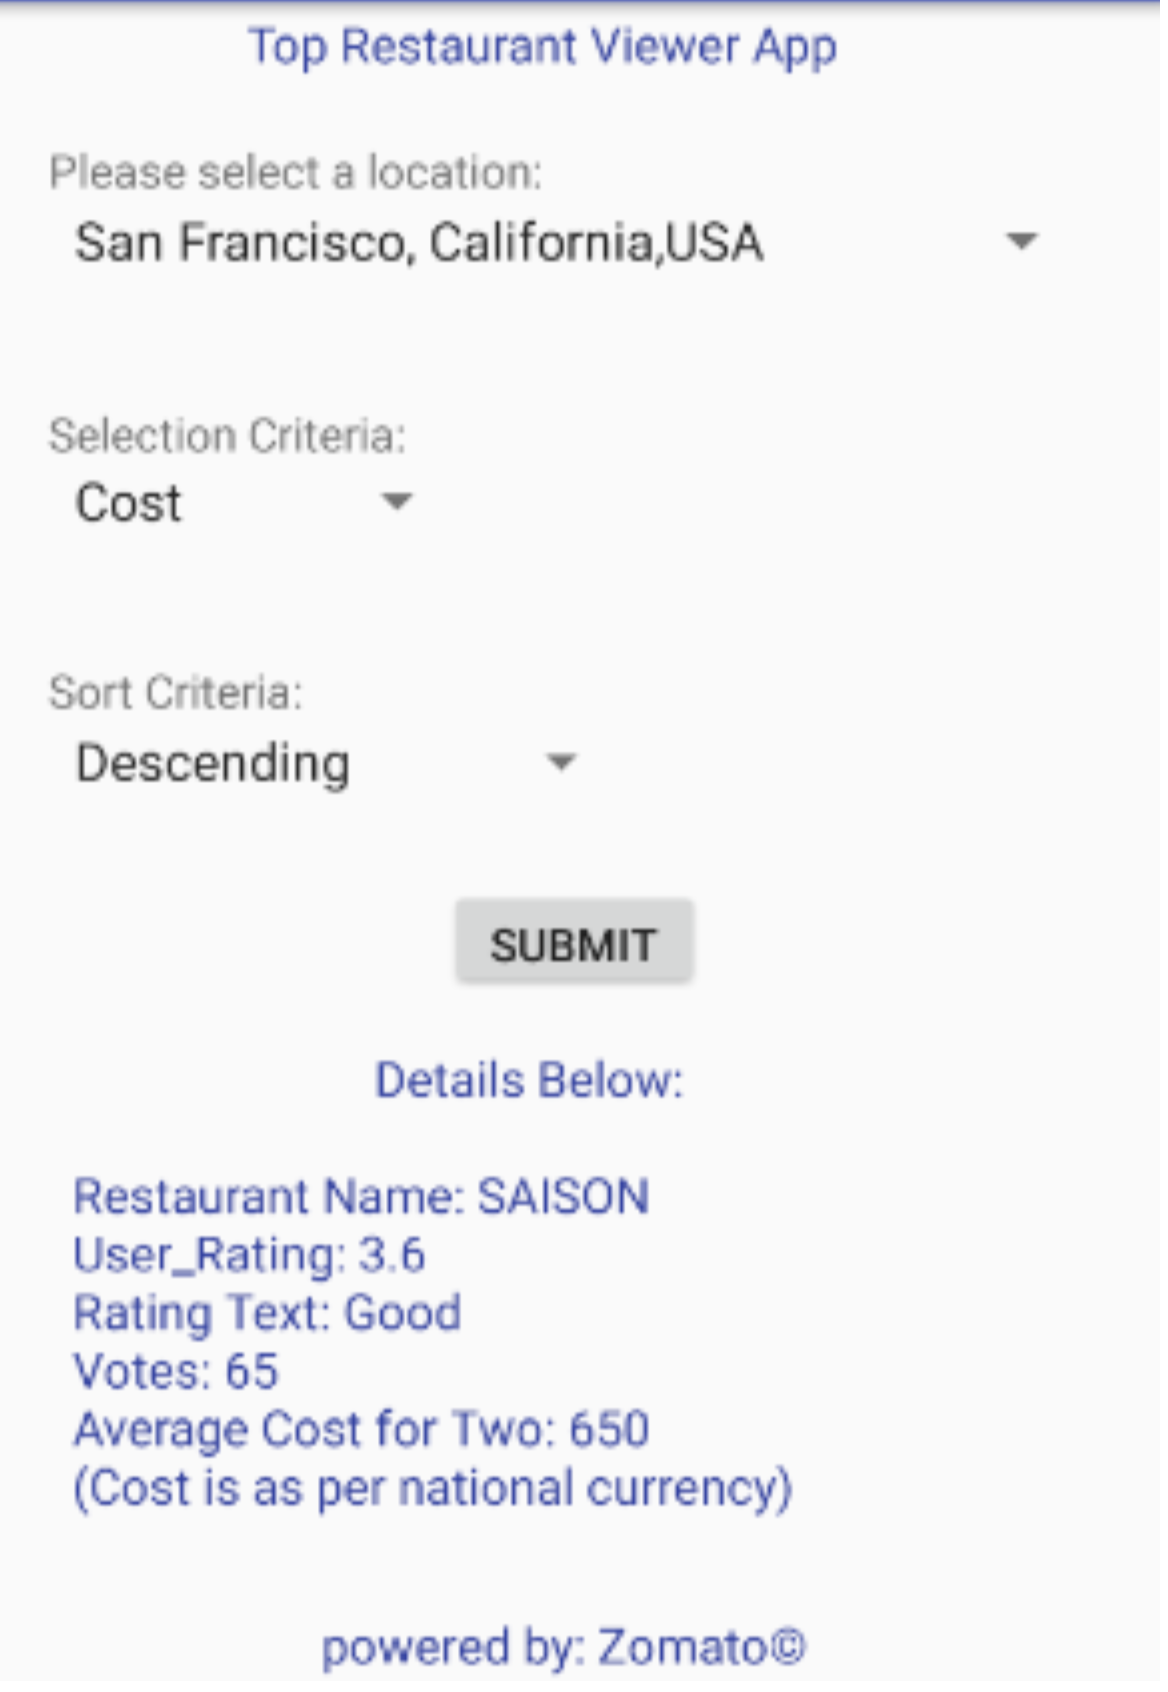 Top Restaurant Viewer App
Please select a location:
San Francisco, California,USA
Selection Criteria:
Cost
Sort Criteria:
Descending
SUBMIT
Details Below:
Restaurant Name: SAISON
User_Rating: 3.6
Rating Text: Good
Votes: 65
Average Cost for Two: 650
(Cost is as per national currency)
powered by: Zomato©